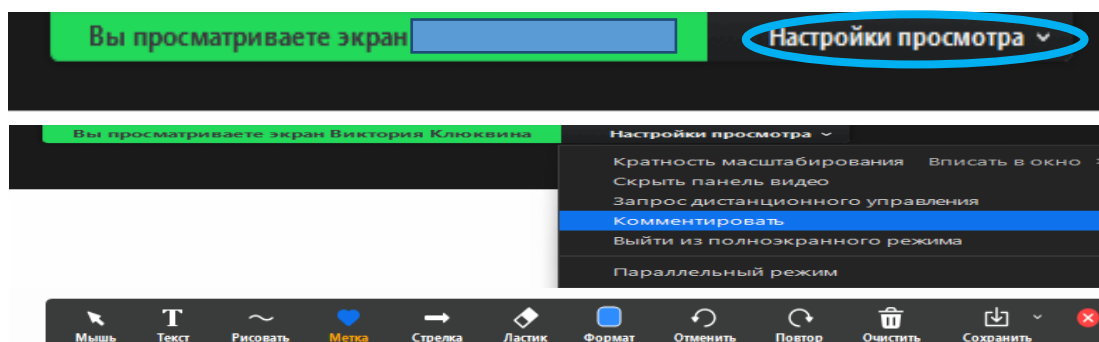 Вы просматриваете экран
Настройки просмотра
Вы просматриваете экран Виктория Клюквина
Настройки просмотра
Кратность масштабирования Вписать в окно >
Скрыть панель видео
Запрос дистанционного управления
Комментировать
Выйти из полноэкранного режима
Параллельный режим
Мышь Текст Рисовать Метка Стрелка Ластик Формат Отменить Повтор Очистить Сохранить